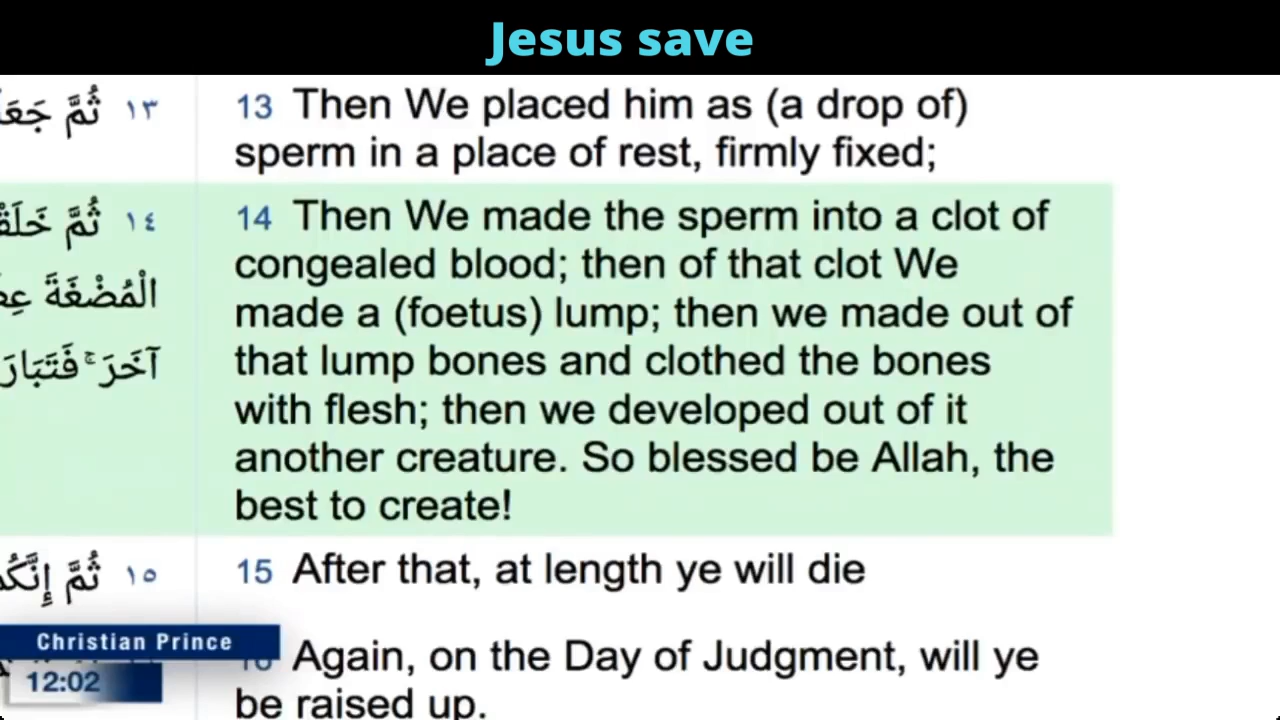 Jesus save
ثُمَّ ١٣
13 Then We placed him as (a drop of)
sperm in a place of rest, firmly fixed;
ثُمَّ ١٤
14 Then We made the sperm into a clot of
congealed blood; then of that clot We
الْمُضْغَةَ
made a (foetus) lump; then we made out of
آخَرَ ۚ
that lump bones and clothed the bones
with flesh; then we developed out of it
another creature. So blessed be Allah, the
best to create!
ثُمَّ ١٥
15 After that, at length ye will die
Christian Prince
12:02
16 Again, on the Day of Judgment, will ye
be raised up.